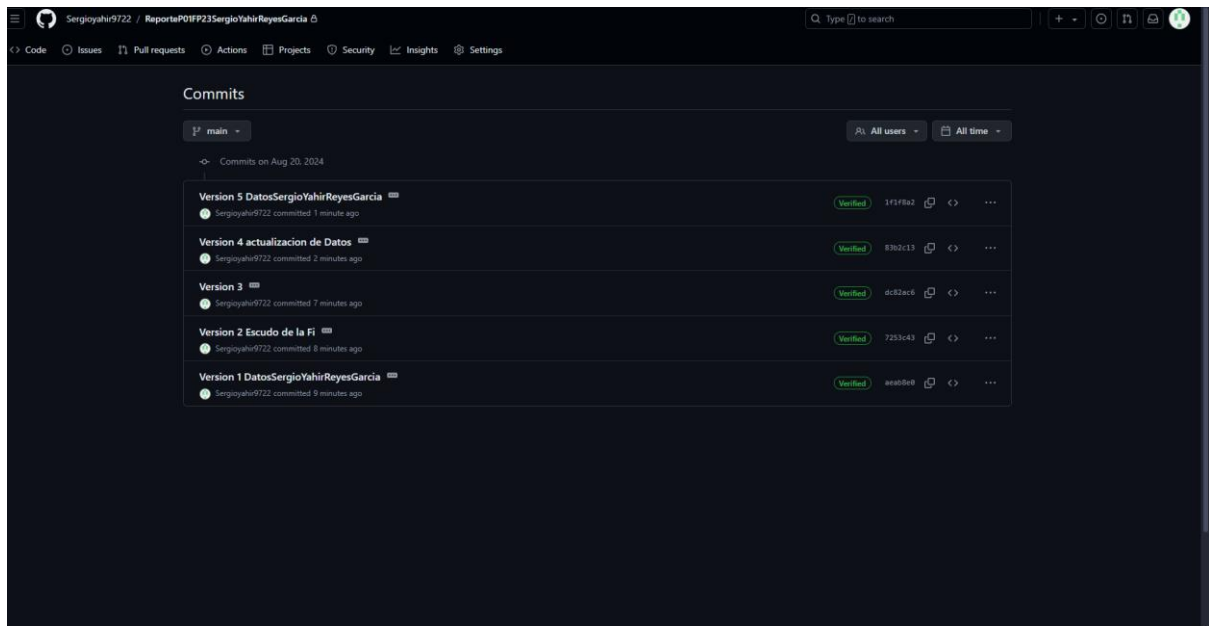 Sergioyahir9722 / ReporteP01FP23SergioYahirReyesGarcia
Type / to search
Code Issues Pull requests Actions Projects Security Insights Settings
Commits
main
All users All time
Commits on Aug 20, 2024
Version 5 DatosSergioYahirReyesGarcia
Sergioyahir9722 committed 1 minute ago
Verified 1f1f8a2
Version 4 actualizacion de Datos
Sergioyahir9722 committed 2 minutes ago
Verified 83b2c13
Version 3
Sergioyahir9722 committed 7 minutes ago
Verified dc82ac6
Version 2 Escudo de la Fi
Sergioyahir9722 committed 8 minutes ago
Verified 7253c43
Version 1 DatosSergioYahirReyesGarcia
Sergioyahir9722 committed 9 minutes ago
Verified aeab8e0